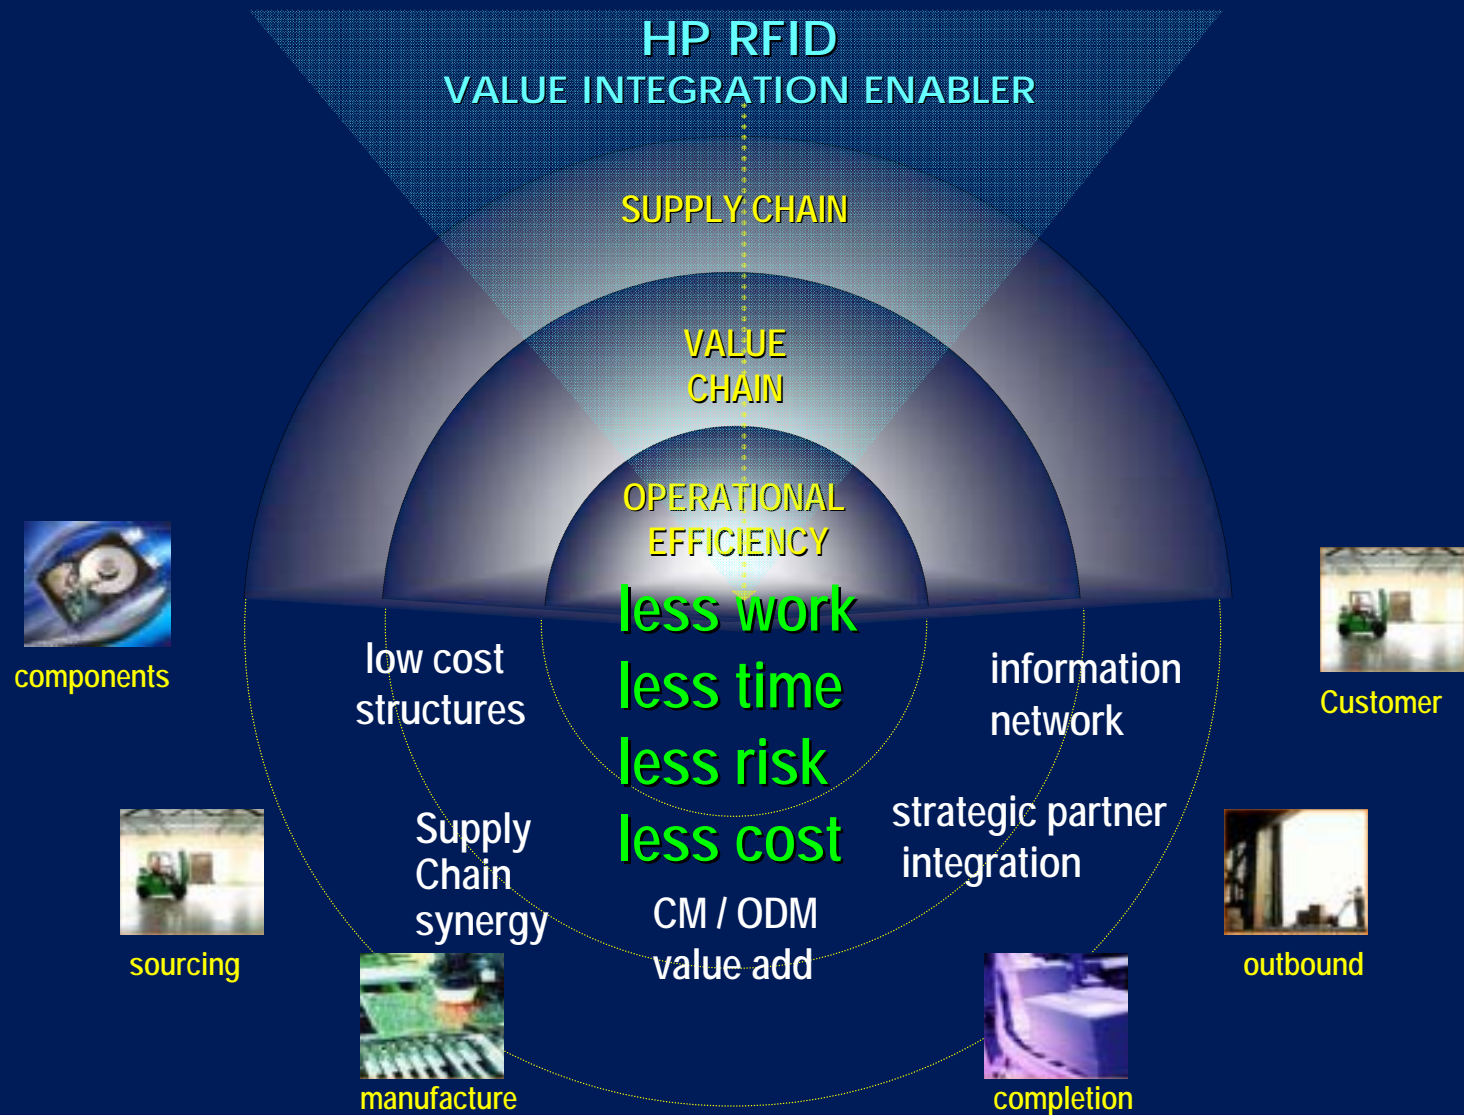 HP RFID
VALUE INTEGRATION ENABLER
SUPPLY CHAIN
VALUE
CHAIN
OPERATIONAL
EFFICIENCY
less work
less time
less risk
less cost
components
low cost
structures
information
network
Customer
Supply
Chain
synergy
strategic partner
integration
CM / ODM
value add
sourcing
outbound
manufacture
completion